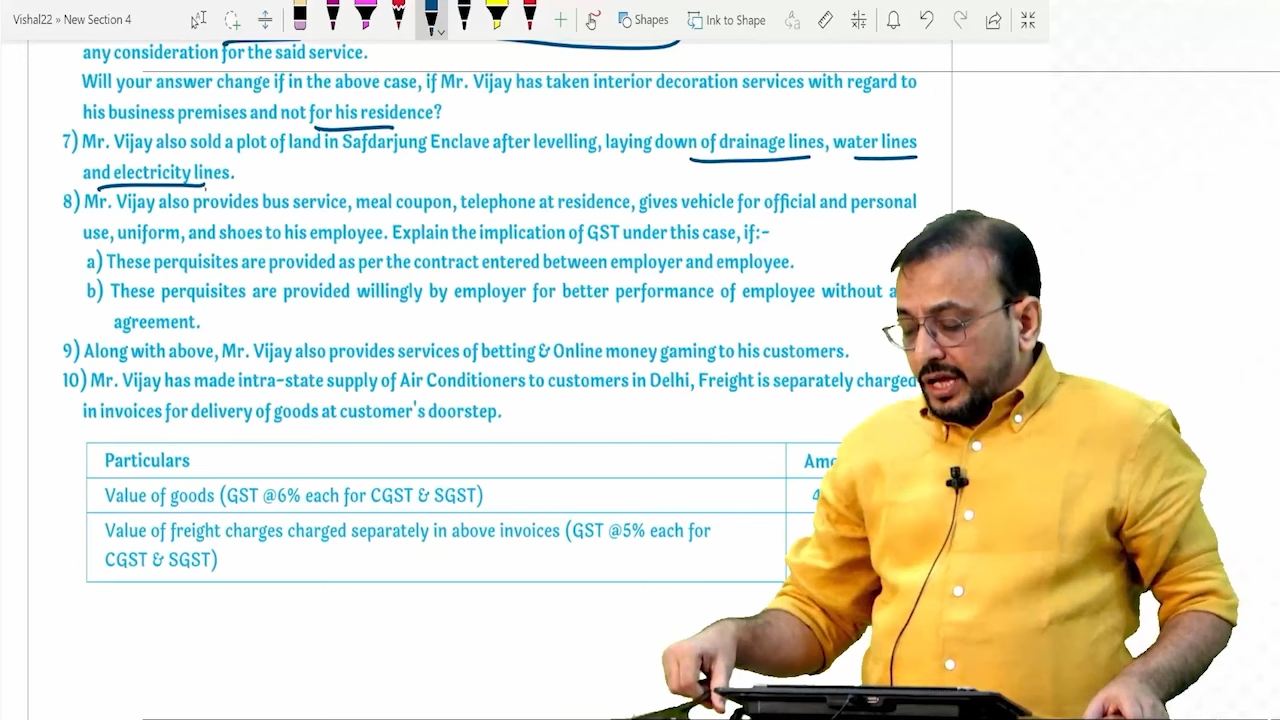 Vishal22 » New Section 4
Shapes
Ink to Shape
any consideration for the said service.
Will your answer change if in the above case, if Mr. Vijay has taken interior decoration services with regard to
his business premises and not for his residence?
7) Mr. Vijay also sold a plot of land in Safdarjung Enclave after levelling, laying down of drainage lines, water lines
and electricity lines.
8) Mr. Vijay also provides bus service, meal coupon, telephone at residence, gives vehicle for official and personal
use, uniform, and shoes to his employee. Explain the implication of GST under this case, if:-
a) These perquisites are provided as per the contract entered between employer and employee.
b) These perquisites are provided willingly by employer for better performance of employee without
agreement.
9) Along with above, Mr. Vijay also provides services of betting & Online money gaming to his customers.
10) Mr. Vijay has made intra-state supply of Air Conditioners to customers in Delhi, Freight is separately charged
in invoices for delivery of goods at customer's doorstep.
Particulars
Value of goods (GST @6% each for CGST & SGST)
Value of freight charges charged separately in above invoices (GST @5% each for
CGST & SGST)